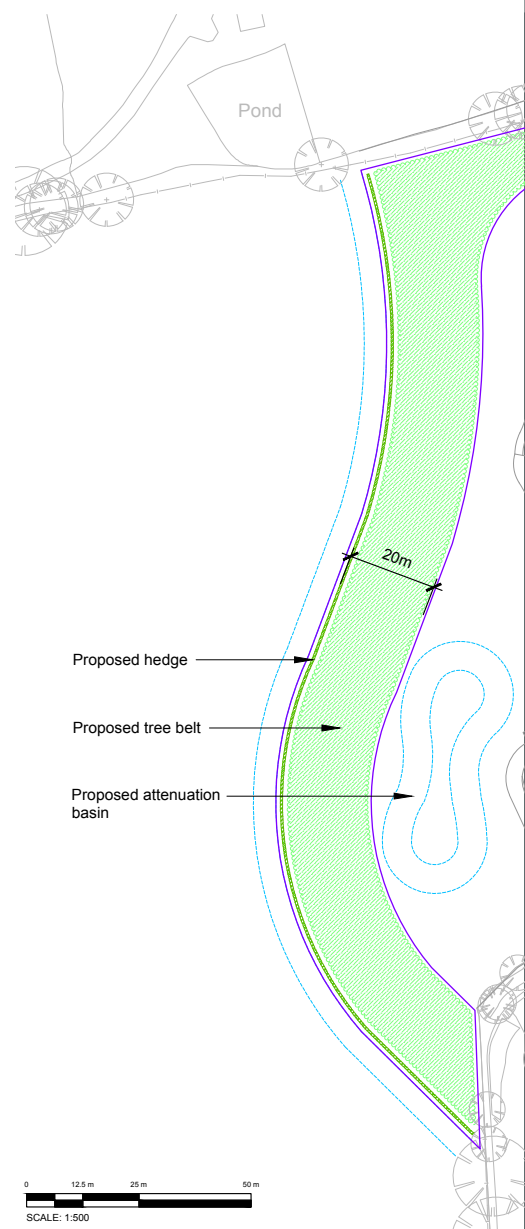 Pond
20m
Proposed hedge
Proposed tree belt
Proposed attenuation
basin
0 12.5 m 25 m 50 m
SCALE: 1:500